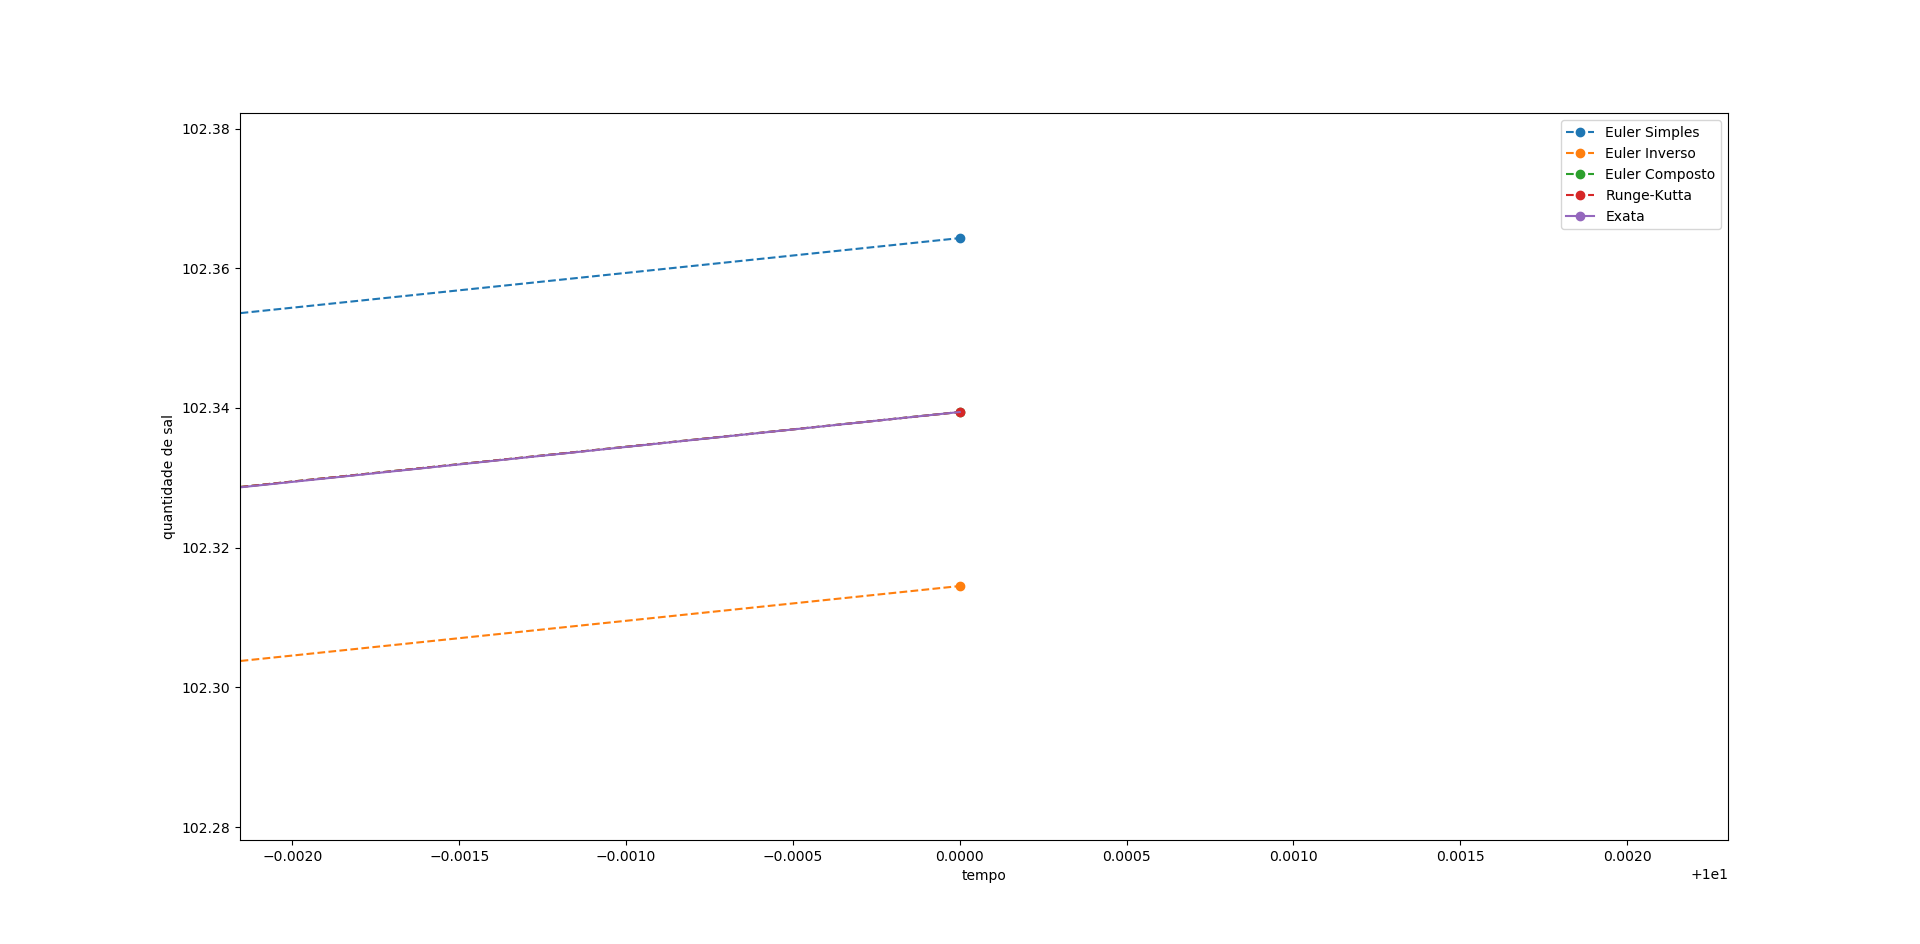 102.38
102.36
102.34
102.32
102.30
102.28
quantidade de sal
Euler Simples
Euler Inverso
Euler Composto
Runge-Kutta
Exata
−0.0020 −0.0015 −0.0010 −0.0005 0.0000 0.0005 0.0010 0.0015 0.0020
tempo
+1e1